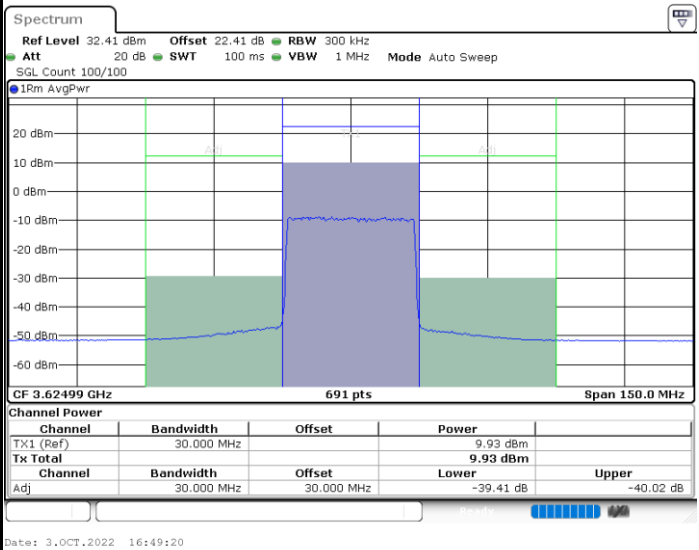 Spectrum
Ref Level 32.41 dBm Offset 22.41 dB RBW 300 kHz
Att 20 dB SWT 100 ms VBW 1 MHz Mode Auto Sweep
SGL Count 100/100
1Rm AvgPwr
20 dBm
Adj Adj
10 dBm
0 dBm
-10 dBm
-20 dBm
-30 dBm
-40 dBm
-50 dBm
-60 dBm
CF 3.62499 GHz 691 pts Span 150.0 MHz
Channel Power
Channel Bandwidth Offset Power
TX1 (Ref) 30.000 MHz 9.93 dBm
Tx Total 9.93 dBm
Channel Bandwidth Offset Lower Upper
Adj 30.000 MHz 30.000 MHz -39.41 dB -40.02 dB
Ready
Date: 3.OCT.2022 16:49:20